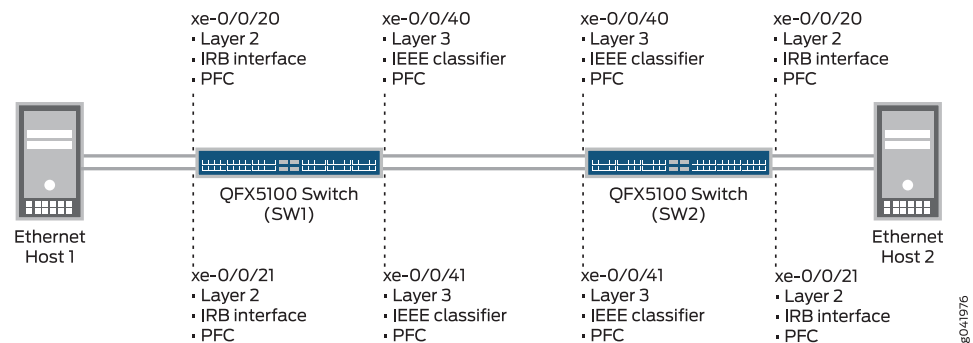 xe-0/0/20
▪ Layer 2
▪ IRB interface
▪ PFC
xe-0/0/40
▪ Layer 3
▪ IEEE classifier
▪ PFC
xe-0/0/40
▪ Layer 3
▪ IEEE classifier
▪ PFC
xe-0/0/20
▪ Layer 2
▪ IRB interface
▪ PFC
Ethernet
Host 1
QFX5100 Switch
(SW1)
QFX5100 Switch
(SW2)
Ethernet
Host 2
xe-0/0/21
▪ Layer 2
▪ IRB interface
▪ PFC
xe-0/0/41
▪ Layer 3
▪ IEEE classifier
▪ PFC
xe-0/0/41
▪ Layer 3
▪ IEEE classifier
▪ PFC
xe-0/0/21
▪ Layer 2
▪ IRB interface
▪ PFC
g041976